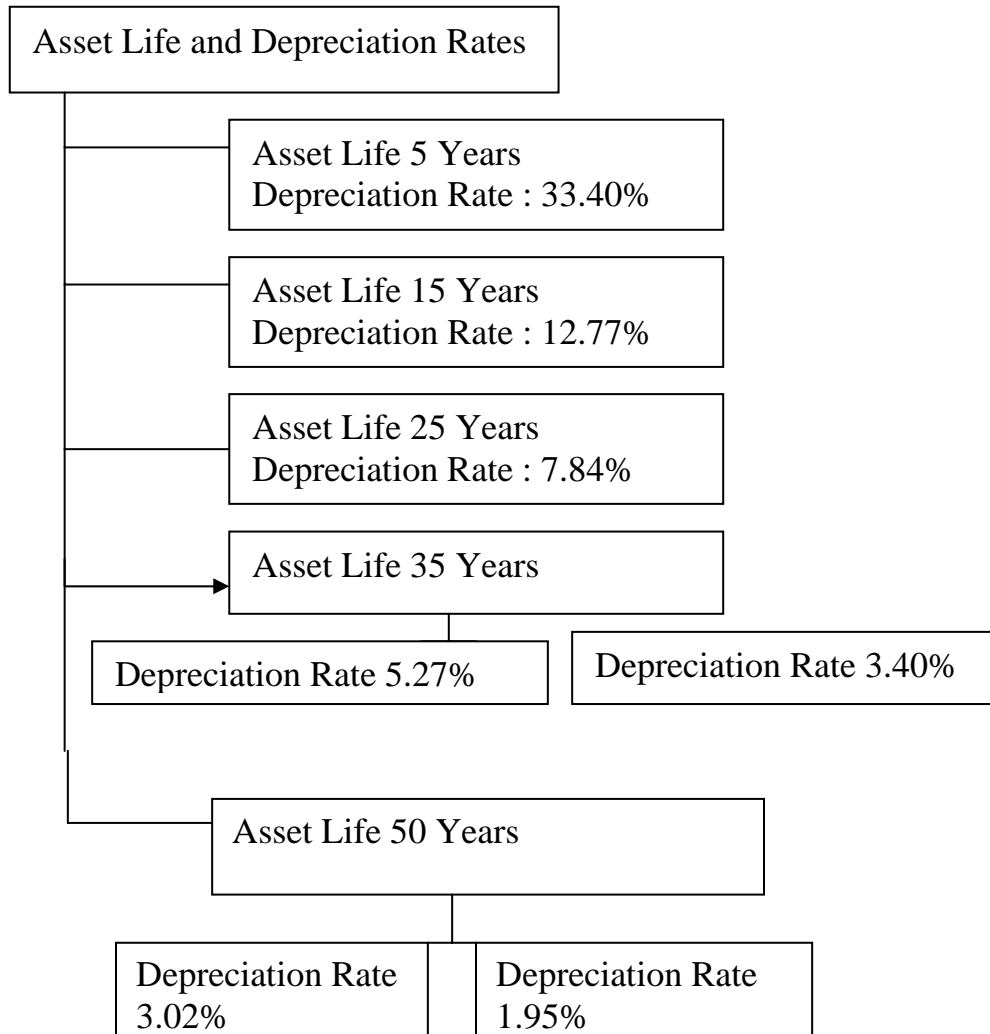 Asset Life and Depreciation Rates
Asset Life 5 Years
Depreciation Rate : 33.40%
Asset Life 15 Years
Depreciation Rate : 12.77%
Asset Life 25 Years
Depreciation Rate : 7.84%
Asset Life 35 Years
Depreciation Rate 5.27%
Depreciation Rate 3.40%
Asset Life 50 Years
Depreciation Rate
3.02%
Depreciation Rate
1.95%